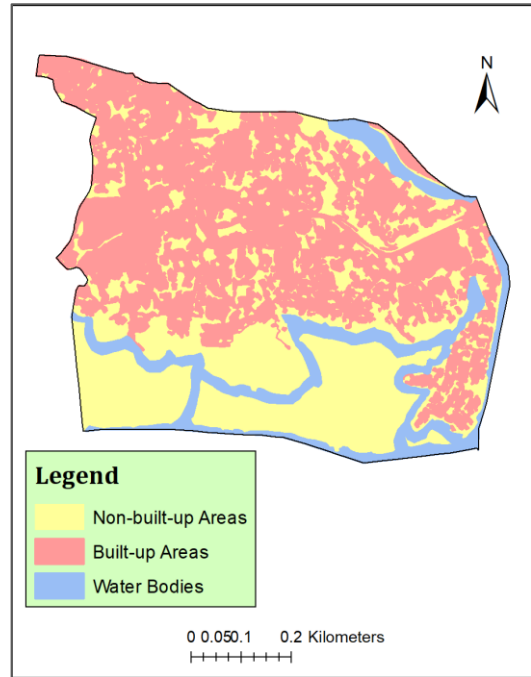 N
Legend
Non-built-up Areas
Built-up Areas
Water Bodies
0 0.050.1 0.2 Kilometers